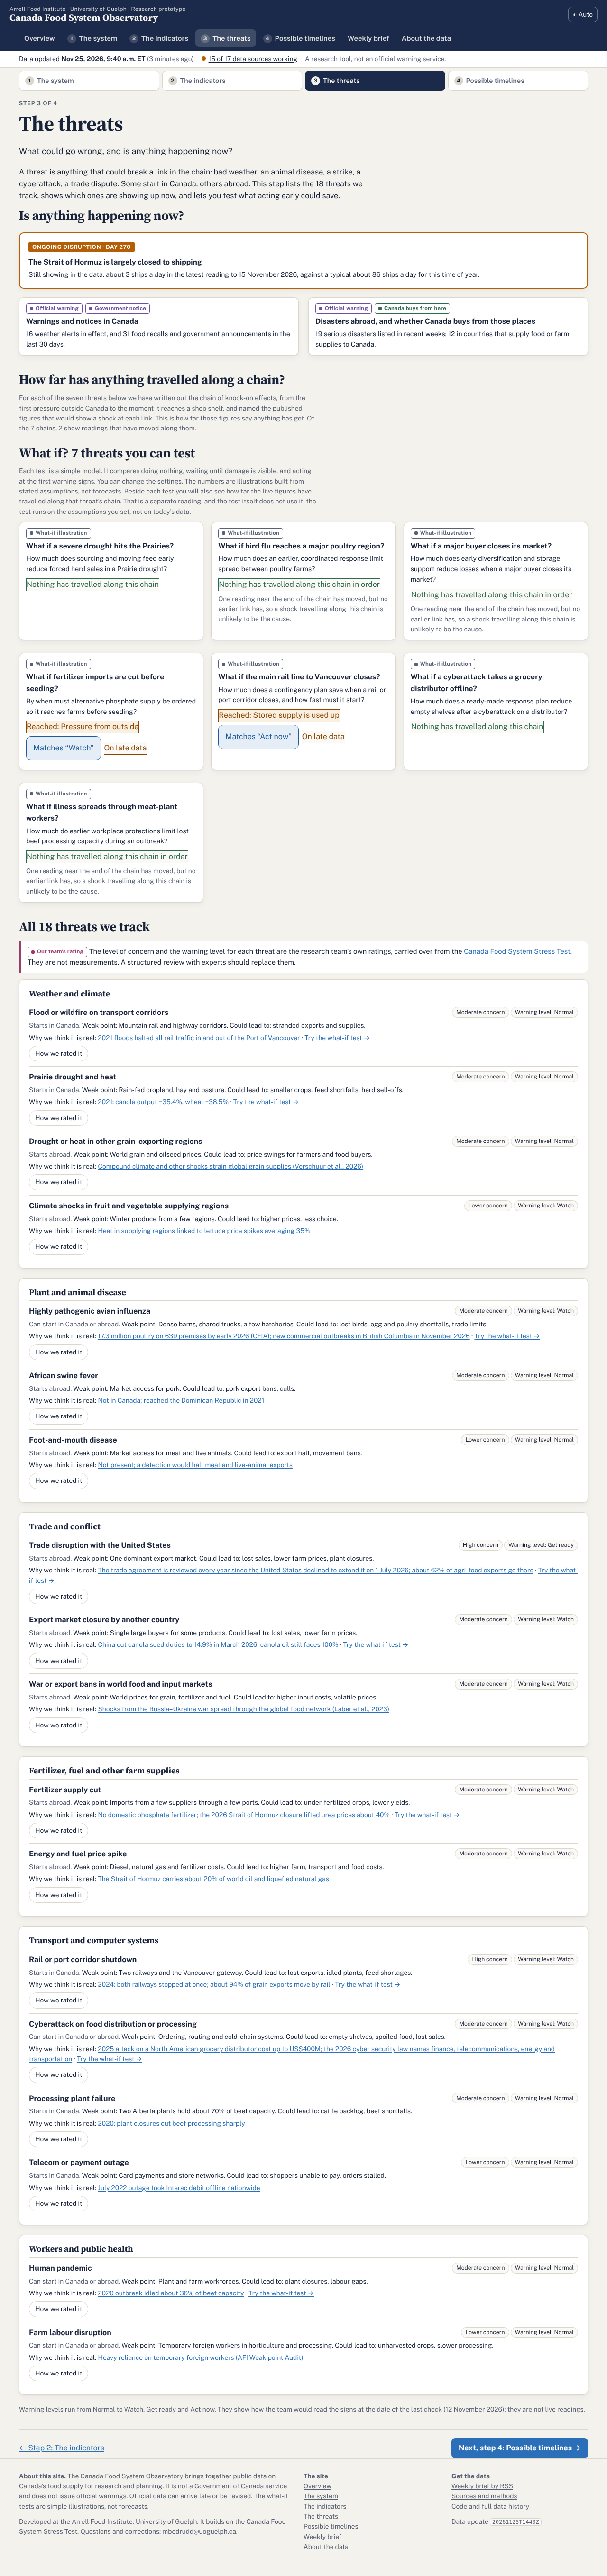 Arrell Food Institute · University of Guelph · Research prototype
Canada Food System Observatory
Auto
Overview
1 The system
2 The indicators
3 The threats
4 Possible timelines
Weekly brief
About the data
Data updated Nov 25, 2026, 9:40 a.m. ET (3 minutes ago)
15 of 17 data sources working
A research tool, not an official warning service.
1 The system
2 The indicators
3 The threats
4 Possible timelines
STEP 3 OF 4
The threats
What could go wrong, and is anything happening now?
A threat is anything that could break a link in the chain: bad weather, an animal disease, a strike, a
cyberattack, a trade dispute. Some start in Canada, others abroad. This step lists the 18 threats we
track, shows which ones are showing up now, and lets you test what acting early could save.
Is anything happening now?
ONGOING DISRUPTION · DAY 270
The Strait of Hormuz is largely closed to shipping
Still showing in the data: about 3 ships a day in the latest reading to 15 November 2026, against a typical about 86 ships a day for this time of year.
Official warning
Government notice
Warnings and notices in Canada
16 weather alerts in effect, and 31 food recalls and government announcements in the
last 30 days.
Official warning
Canada buys from here
Disasters abroad, and whether Canada buys from those places
19 serious disasters listed in recent weeks; 12 in countries that supply food or farm
supplies to Canada.
How far has anything travelled along a chain?
For each of the seven threats below we have written out the chain of knock-on effects, from the
first pressure outside Canada to the moment it reaches a shop shelf, and named the published
figures that would show a shock at each link. This is how far those figures say anything has got. Of
the 7 chains, 2 show readings that have moved along them.
What if? 7 threats you can test
Each test is a simple model. It compares doing nothing, waiting until damage is visible, and acting
at the first warning signs. You can change the settings. The numbers are illustrations built from
stated assumptions, not forecasts. Beside each test you will also see how far the live figures have
travelled along that threat's chain. That is a separate reading, and the test itself does not use it: the
test runs on the assumptions you set, not on today's data.
What-if illustration
What if a severe drought hits the Prairies?
How much does sourcing and moving feed early
reduce forced herd sales in a Prairie drought?
Nothing has travelled along this chain
What-if illustration
What if bird flu reaches a major poultry region?
How much does an earlier, coordinated response limit
spread between poultry farms?
Nothing has travelled along this chain in order
One reading near the end of the chain has moved, but no
earlier link has, so a shock travelling along this chain is
unlikely to be the cause.
What-if illustration
What if a major buyer closes its market?
How much does early diversification and storage
support reduce losses when a major buyer closes its
market?
Nothing has travelled along this chain in order
One reading near the end of the chain has moved, but no
earlier link has, so a shock travelling along this chain is
unlikely to be the cause.
What-if illustration
What if fertilizer imports are cut before
seeding?
By when must alternative phosphate supply be ordered
so it reaches farms before seeding?
Reached: Pressure from outside
Matches “Watch”
On late data
What-if illustration
What if the main rail line to Vancouver closes?
How much does a contingency plan save when a rail or
port corridor closes, and how fast must it start?
Reached: Stored supply is used up
Matches “Act now”
On late data
What-if illustration
What if a cyberattack takes a grocery
distributor offline?
How much does a ready-made response plan reduce
empty shelves after a cyberattack on a distributor?
Nothing has travelled along this chain
What-if illustration
What if illness spreads through meat-plant
workers?
How much do earlier workplace protections limit lost
beef processing capacity during an outbreak?
Nothing has travelled along this chain in order
One reading near the end of the chain has moved, but no
earlier link has, so a shock travelling along this chain is
unlikely to be the cause.
All 18 threats we track
Our team's rating The level of concern and the warning level for each threat are the research team's own ratings, carried over from the Canada Food System Stress Test.
They are not measurements. A structured review with experts should replace them.
Weather and climate
Flood or wildfire on transport corridors
Moderate concern
Warning level: Normal
Starts in Canada. Weak point: Mountain rail and highway corridors. Could lead to: stranded exports and supplies.
Why we think it is real: 2021 floods halted all rail traffic in and out of the Port of Vancouver · Try the what-if test →
How we rated it
Prairie drought and heat
Moderate concern
Warning level: Normal
Starts in Canada. Weak point: Rain-fed cropland, hay and pasture. Could lead to: smaller crops, feed shortfalls, herd sell-offs.
Why we think it is real: 2021: canola output −35.4%, wheat −38.5% · Try the what-if test →
How we rated it
Drought or heat in other grain-exporting regions
Moderate concern
Warning level: Normal
Starts abroad. Weak point: World grain and oilseed prices. Could lead to: price swings for farmers and food buyers.
Why we think it is real: Compound climate and other shocks strain global grain supplies (Verschuur et al., 2026)
How we rated it
Climate shocks in fruit and vegetable supplying regions
Lower concern
Warning level: Watch
Starts abroad. Weak point: Winter produce from a few regions. Could lead to: higher prices, less choice.
Why we think it is real: Heat in supplying regions linked to lettuce price spikes averaging 35%
How we rated it
Plant and animal disease
Highly pathogenic avian influenza
Moderate concern
Warning level: Watch
Can start in Canada or abroad. Weak point: Dense barns, shared trucks, a few hatcheries. Could lead to: lost birds, egg and poultry shortfalls, trade limits.
Why we think it is real: 17.3 million poultry on 639 premises by early 2026 (CFIA); new commercial outbreaks in British Columbia in November 2026 · Try the what-if test →
How we rated it
African swine fever
Moderate concern
Warning level: Normal
Starts abroad. Weak point: Market access for pork. Could lead to: pork export bans, culls.
Why we think it is real: Not in Canada; reached the Dominican Republic in 2021
How we rated it
Foot-and-mouth disease
Lower concern
Warning level: Normal
Starts abroad. Weak point: Market access for meat and live animals. Could lead to: export halt, movement bans.
Why we think it is real: Not present; a detection would halt meat and live-animal exports
How we rated it
Trade and conflict
Trade disruption with the United States
High concern
Warning level: Get ready
Starts abroad. Weak point: One dominant export market. Could lead to: lost sales, lower farm prices, plant closures.
Why we think it is real: The trade agreement is reviewed every year since the United States declined to extend it on 1 July 2026; about 62% of agri-food exports go there · Try the what-
if test →
How we rated it
Export market closure by another country
Moderate concern
Warning level: Watch
Starts abroad. Weak point: Single large buyers for some products. Could lead to: lost sales, lower farm prices.
Why we think it is real: China cut canola seed duties to 14.9% in March 2026; canola oil still faces 100% · Try the what-if test →
How we rated it
War or export bans in world food and input markets
Moderate concern
Warning level: Watch
Starts abroad. Weak point: World prices for grain, fertilizer and fuel. Could lead to: higher input costs, volatile prices.
Why we think it is real: Shocks from the Russia–Ukraine war spread through the global food network (Laber et al., 2023)
How we rated it
Fertilizer, fuel and other farm supplies
Fertilizer supply cut
Moderate concern
Warning level: Watch
Starts abroad. Weak point: Imports from a few suppliers through a few ports. Could lead to: under-fertilized crops, lower yields.
Why we think it is real: No domestic phosphate fertilizer; the 2026 Strait of Hormuz closure lifted urea prices about 40% · Try the what-if test →
How we rated it
Energy and fuel price spike
Moderate concern
Warning level: Watch
Starts abroad. Weak point: Diesel, natural gas and fertilizer costs. Could lead to: higher farm, transport and food costs.
Why we think it is real: The Strait of Hormuz carries about 20% of world oil and liquefied natural gas
How we rated it
Transport and computer systems
Rail or port corridor shutdown
High concern
Warning level: Watch
Starts in Canada. Weak point: Two railways and the Vancouver gateway. Could lead to: lost exports, idled plants, feed shortages.
Why we think it is real: 2024: both railways stopped at once; about 94% of grain exports move by rail · Try the what-if test →
How we rated it
Cyberattack on food distribution or processing
Moderate concern
Warning level: Watch
Can start in Canada or abroad. Weak point: Ordering, routing and cold-chain systems. Could lead to: empty shelves, spoiled food, lost sales.
Why we think it is real: 2025 attack on a North American grocery distributor cost up to US$400M; the 2026 cyber security law names finance, telecommunications, energy and
transportation · Try the what-if test →
How we rated it
Processing plant failure
Moderate concern
Warning level: Normal
Starts in Canada. Weak point: Two Alberta plants hold about 70% of beef capacity. Could lead to: cattle backlog, beef shortfalls.
Why we think it is real: 2020: plant closures cut beef processing sharply
How we rated it
Telecom or payment outage
Lower concern
Warning level: Normal
Starts in Canada. Weak point: Card payments and store networks. Could lead to: shoppers unable to pay, orders stalled.
Why we think it is real: July 2022 outage took Interac debit offline nationwide
How we rated it
Workers and public health
Human pandemic
Moderate concern
Warning level: Normal
Can start in Canada or abroad. Weak point: Plant and farm workforces. Could lead to: plant closures, labour gaps.
Why we think it is real: 2020 outbreak idled about 36% of beef capacity · Try the what-if test →
How we rated it
Farm labour disruption
Lower concern
Warning level: Normal
Can start in Canada or abroad. Weak point: Temporary foreign workers in horticulture and processing. Could lead to: unharvested crops, slower processing.
Why we think it is real: Heavy reliance on temporary foreign workers (AFI Weak point Audit)
How we rated it
Warning levels run from Normal to Watch, Get ready and Act now. They show how the team would read the signs at the date of the last check (12 November 2026); they are not live readings.
← Step 2: The indicators
Next, step 4: Possible timelines →
About this site. The Canada Food System Observatory brings together public data on
Canada's food supply for research and planning. It is not a Government of Canada service
and does not issue official warnings. Official data can arrive late or be revised. The what-if
tests are simple illustrations, not forecasts.
Developed at the Arrell Food Institute, University of Guelph. It builds on the Canada Food
System Stress Test. Questions and corrections: mbodrudd@uoguelph.ca.
The site
Overview
The system
The indicators
The threats
Possible timelines
Weekly brief
About the data
Get the data
Weekly brief by RSS
Sources and methods
Code and full data history
Data update 20261125T1440Z